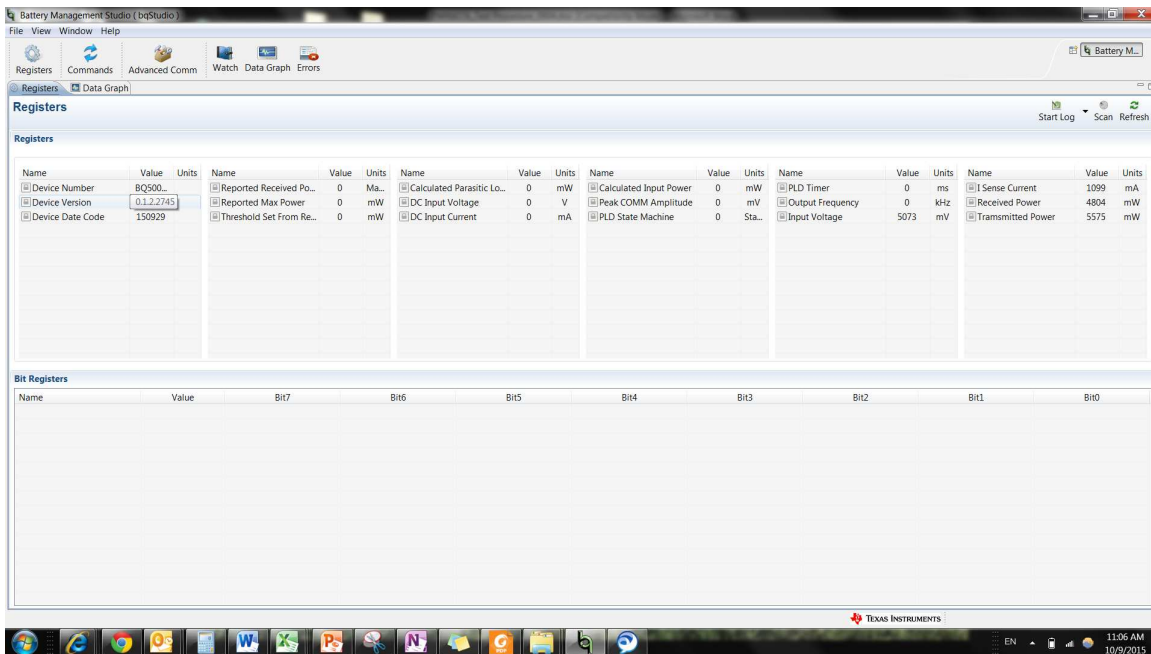 Battery Management Studio ( bqStudio )
File View Window Help
Registers Commands Advanced Comm Watch Data Graph Errors
Battery M...
Registers Data Graph
Registers
Start Log Scan Refresh
Registers
Name Value Units Name Value Units Name Value Units Name Value Units Name Value Units Name Value Units
Device Number BQ500... Reported Received Po... 0 Ma... Calculated Parasitic Lo... 0 mW Calculated Input Power 0 mW PLD Timer 0 ms I Sense Current 1099 mA
Device Version 0.1.2.2745 Reported Max Power 0 mW DC Input Voltage 0 V Peak COMM Amplitude 0 mV Output Frequency 0 kHz Received Power 4804 mW
Device Date Code 150929 Threshold Set From Re... 0 mW DC Input Current 0 mA PLD State Machine 0 Sta... Input Voltage 5073 mV Tramsmitted Power 5575 mW
Bit Registers
Name Value Bit7 Bit6 Bit5 Bit4 Bit3 Bit2 Bit1 Bit0
TEXAS INSTRUMENTS
EN 11:06 AM
10/9/2015